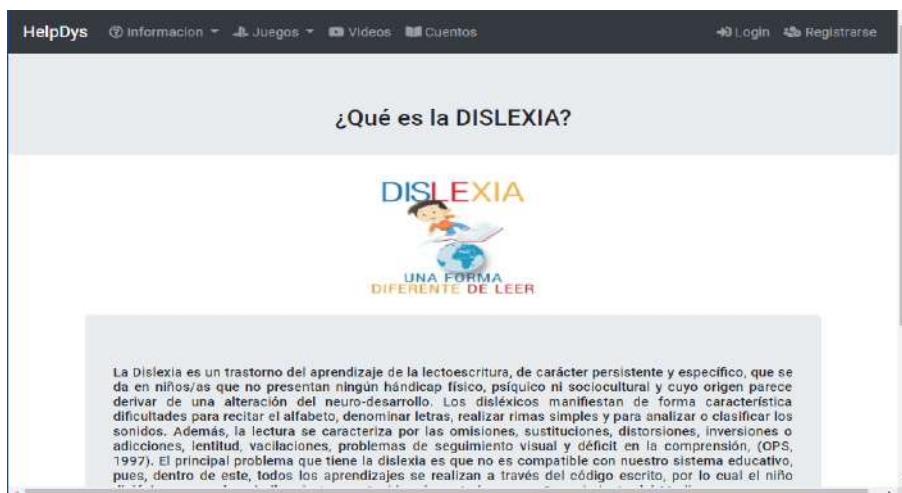 HelpDys Informacion Juegos Videos Cuentos Login Registrarse
¿Qué es la DISLEXIA?
DISLEXIA
UNA FORMA
DIFERENTE DE LEER
La Dislexia es un trastorno del aprendizaje de la lectoescritura, de carácter persistente y específico, que se
da en niños/as que no presentan ningún hándicap físico, psíquico ni sociocultural y cuyo origen parece
derivar de una alteración del neuro-desarrollo. Los disléxicos manifiestan de forma característica
dificultades para recitar el alfabeto, denominar letras, realizar rimas simples y para analizar o clasificar los
sonidos. Además, la lectura se caracteriza por las omisiones, sustituciones, distorsiones, inversiones o
adicciones, lentitud, vacilaciones, problemas de seguimiento visual y déficit en la comprensión, (OPS,
1997). El principal problema que tiene la dislexia es que no es compatible con nuestro sistema educativo,
pues, dentro de este, todos los aprendizajes se realizan a través del código escrito, por lo cual el niño